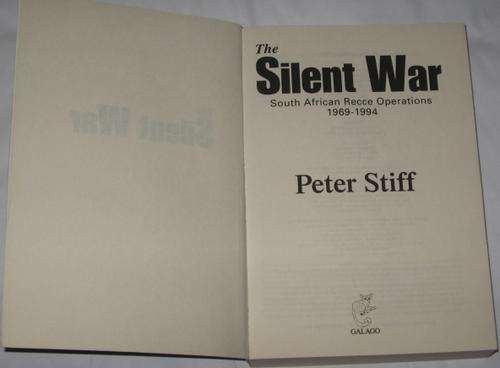 The
Silent War
South African Recce Operations
1969-1994
Peter Stiff
GALAGO